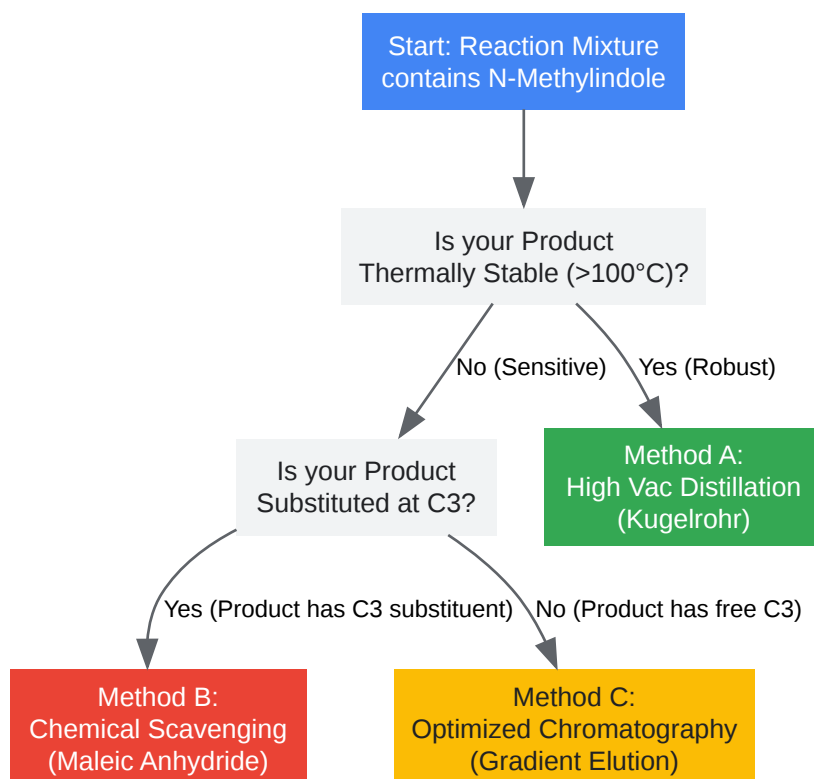 Start: Reaction Mixture
contains N-Methylindole
Is your Product
Thermally Stable (>100°C)?
No (Sensitive)
Yes (Robust)
Method A:
High Vac Distillation
(Kugelrohr)
Is your Product
Substituted at C3?
Yes (Product has C3 substituent)
No (Product has free C3)
Method B:
Chemical Scavenging
(Maleic Anhydride)
Method C:
Optimized Chromatography
(Gradient Elution)